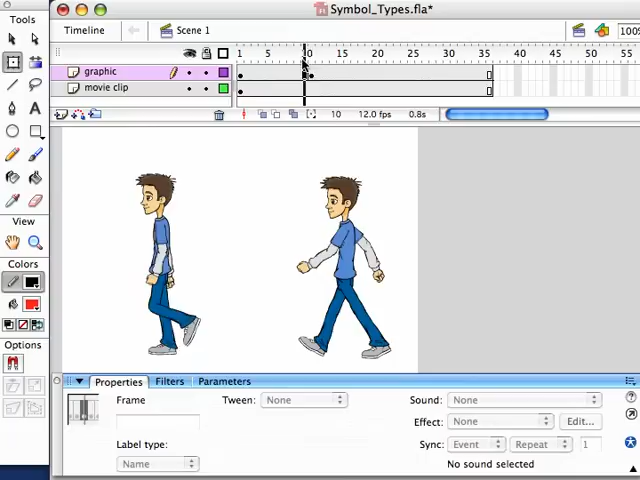 Tools
Symbol_Types.fla*
Timeline
Scene 1
100%
1 5 10 15 20 25 30 35 40 45 50 55
graphic
movie clip
10 12.0 fps 0.8s
A
View
Colors
Options
Properties Filters Parameters
Frame
Tween: None
Sound: None
Effect: None Edit...
Label type:
Sync: Event Repeat 1
Name
No sound selected